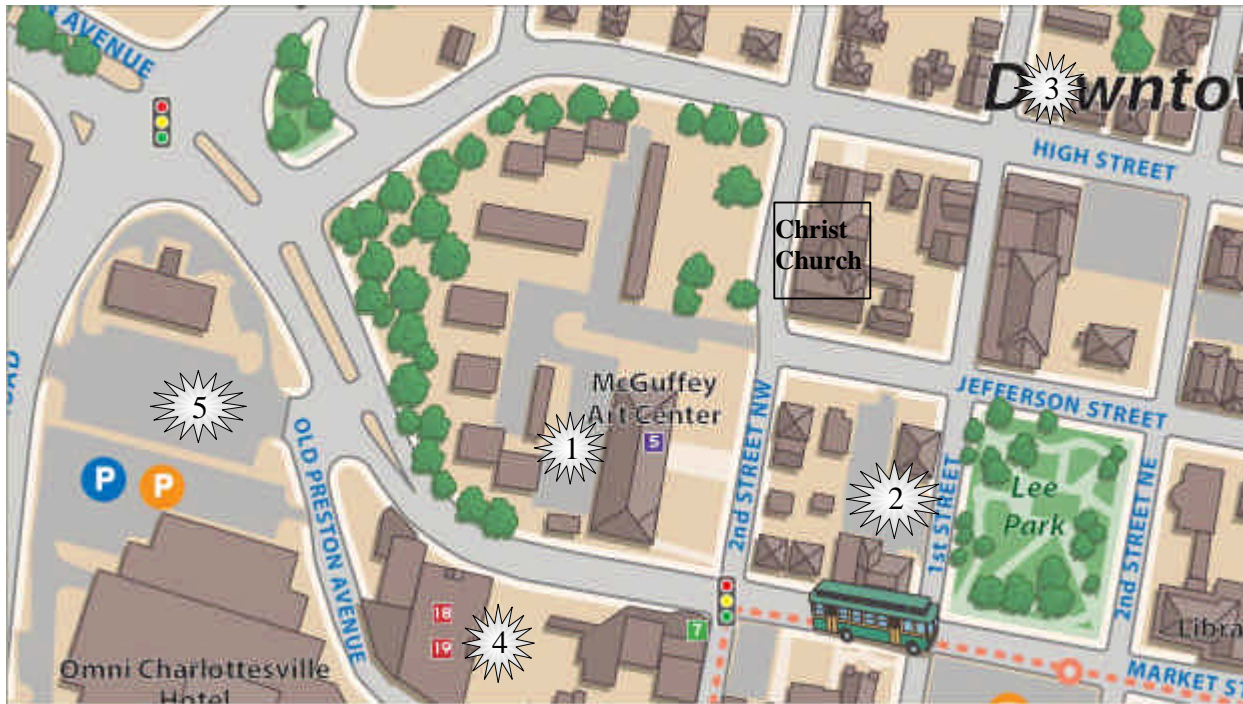 AVENUE
Downtow
3
HIGH STREET
Christ
Church
McGuffey
Art Center
5
1
JEFFERSON STREET
5
P
P
OLD PRESTON AVENUE
2nd STREET NW
2
1st STREET
Lee
Park
2nd STREET NE
18
19
4
7
Omni Charlottesville
Hotel
Libra
MARKET ST